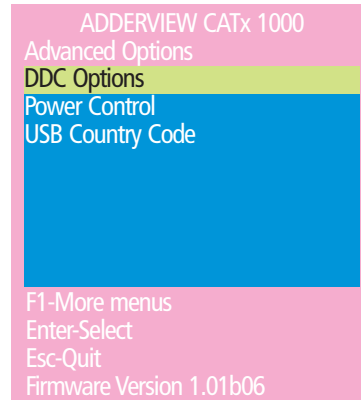 ADDERVIEW CATx 1000
Advanced Options
DDC Options
Power Control
USB Country Code
F1-More menus
Enter-Select
Esc-Quit
Firmware Version 1.01b06